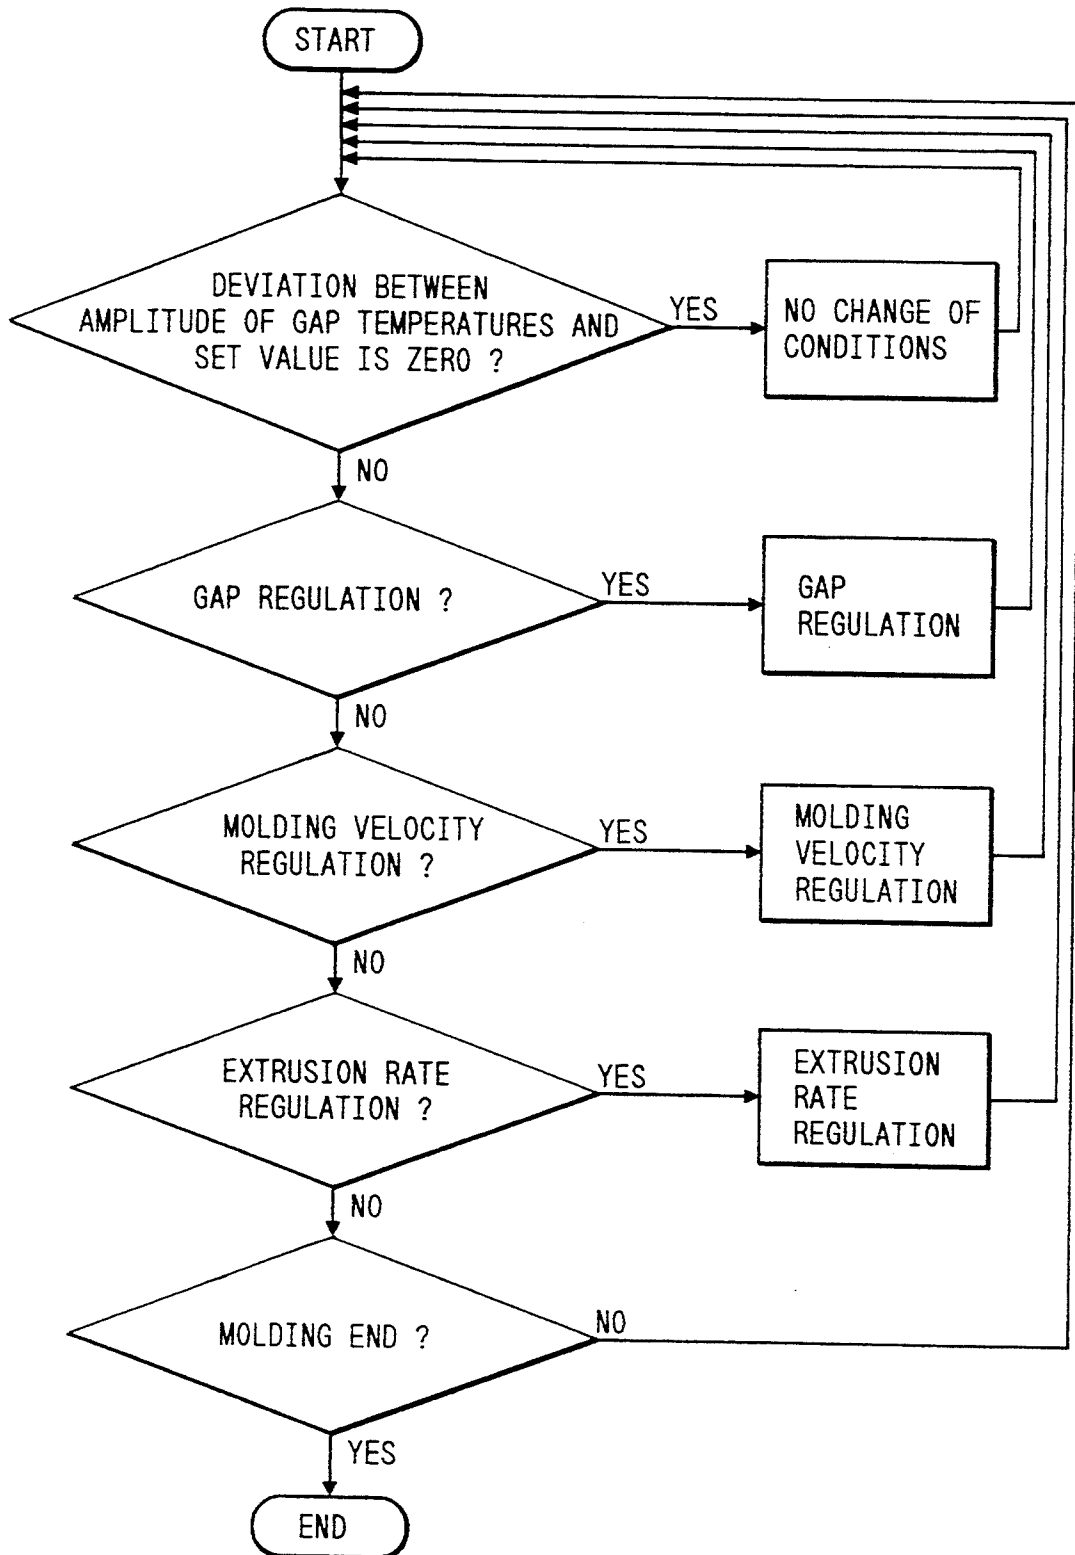 START
DEVIATION BETWEEN
AMPLITUDE OF GAP TEMPERATURES AND
SET VALUE IS ZERO ?
YES
NO CHANGE OF
CONDITIONS
NO
GAP REGULATION ?
YES
GAP
REGULATION
NO
MOLDING VELOCITY
REGULATION ?
YES
MOLDING
VELOCITY
REGULATION
NO
EXTRUSION RATE
REGULATION ?
YES
EXTRUSION
RATE
REGULATION
NO
MOLDING END ?
NO
YES
END